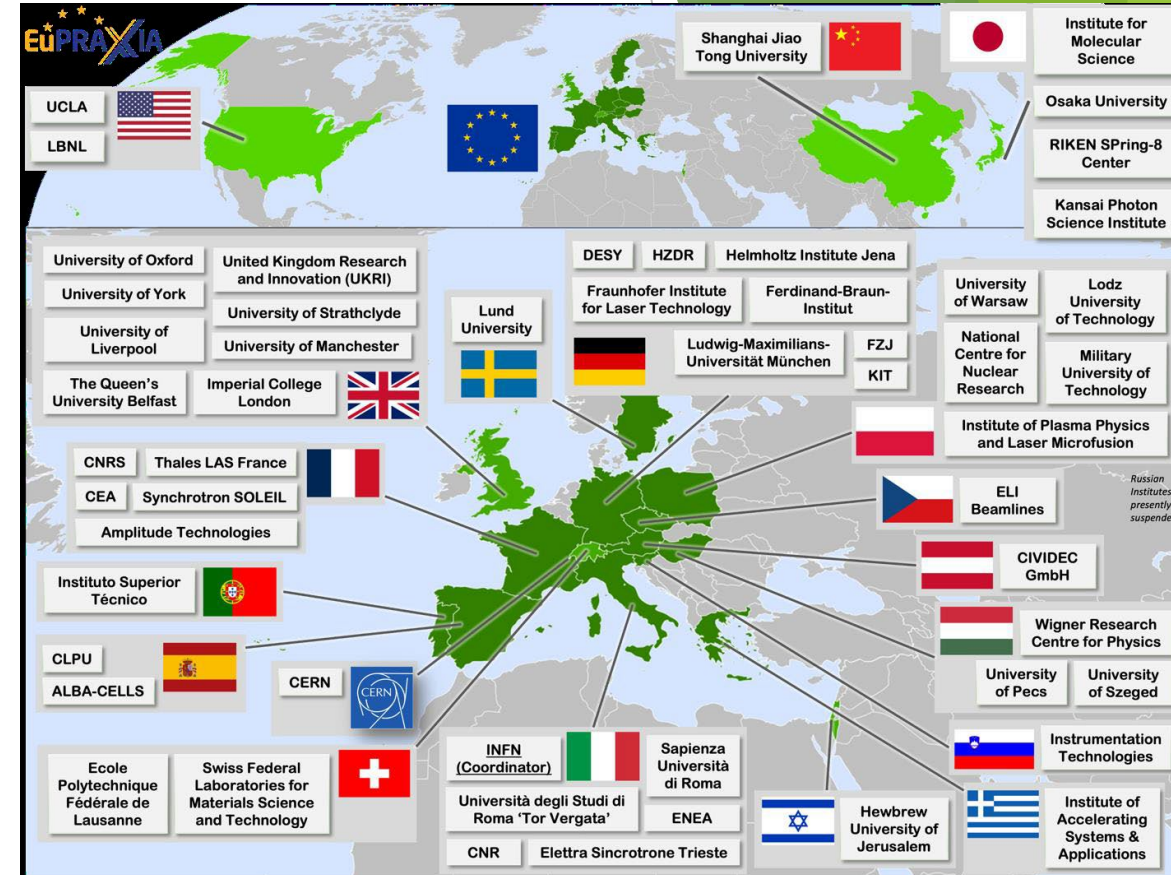 EuPRAXIA
UCLA
LBNL
Shanghai Jiao
Tong University
Institute for
Molecular
Science
Osaka University
RIKEN SPring-8
Center
Kansai Photon
Science Institute
University of Oxford
United Kingdom Research
and Innovation (UKRI)
University of York
University of Strathclyde
University of
Liverpool
University of Manchester
The Queen's
University Belfast
Imperial College
London
Lund
University
DESY
HZDR
Helmholtz Institute Jena
Fraunhofer Institute
for Laser Technology
Ferdinand-Braun-
Institut
Ludwig-Maximilians-
Universität München
FZJ
KIT
University
of Warsaw
Lodz
University
of Technology
National
Centre for
Nuclear
Research
Military
University of
Technology
Institute of Plasma Physics
and Laser Microfusion
CNRS
Thales LAS France
CEA
Synchrotron SOLEIL
Amplitude Technologies
ELI
Beamlines
Russian
Institutes
presently
suspende
CIVIDEC
GmbH
Instituto Superior
Técnico
Wigner Research
Centre for Physics
University
of Pecs
University
of Szeged
CLPU
ALBA-CELLS
CERN
CERN
Instrumentation
Technologies
Ecole
Polytechnique
Fédérale de
Lausanne
Swiss Federal
Laboratories for
Materials Science
and Technology
INFN
(Coordinator)
Sapienza
Università
di Roma
Università degli Studi di
Roma ‘Tor Vergata’
ENEA
CNR
Elettra Sincrotrone Trieste
Hewbrew
University of
Jerusalem
Institute of
Accelerating
Systems &
Applications